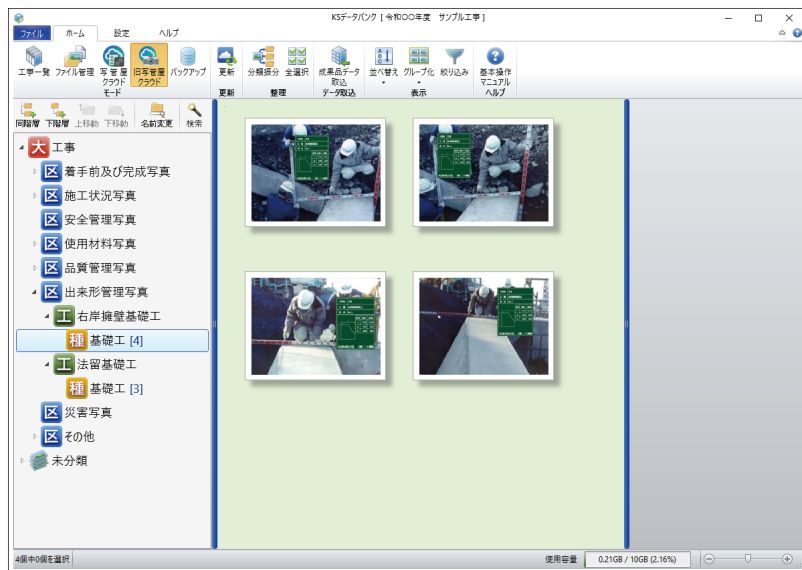 KSデータバンク [ 令和〇〇年度 サンプル工事 ]
ファイル ホーム 設定 ヘルプ
工事一覧 ファイル管理 写管屋クラウド 旧写管屋クラウド バックアップ
モード
更新
更新
分類振分 全選択
整理
成果品データ取込
データ取込
並べ替え グループ化 絞り込み
表示
基本操作マニュアル
ヘルプ
同階層 下階層 上移動 下移動 名前変更 検索
大 工事
区 着手前及び完成写真
区 施工状況写真
区 安全管理写真
区 使用材料写真
区 品質管理写真
区 出来形管理写真
工 右岸擁壁基礎工
種 基礎工 [4]
工 法留基礎工
種 基礎工 [3]
区 災害写真
区 その他
未分類
4個中0個を選択
使用容量 0.21GB / 10GB (2.16%)